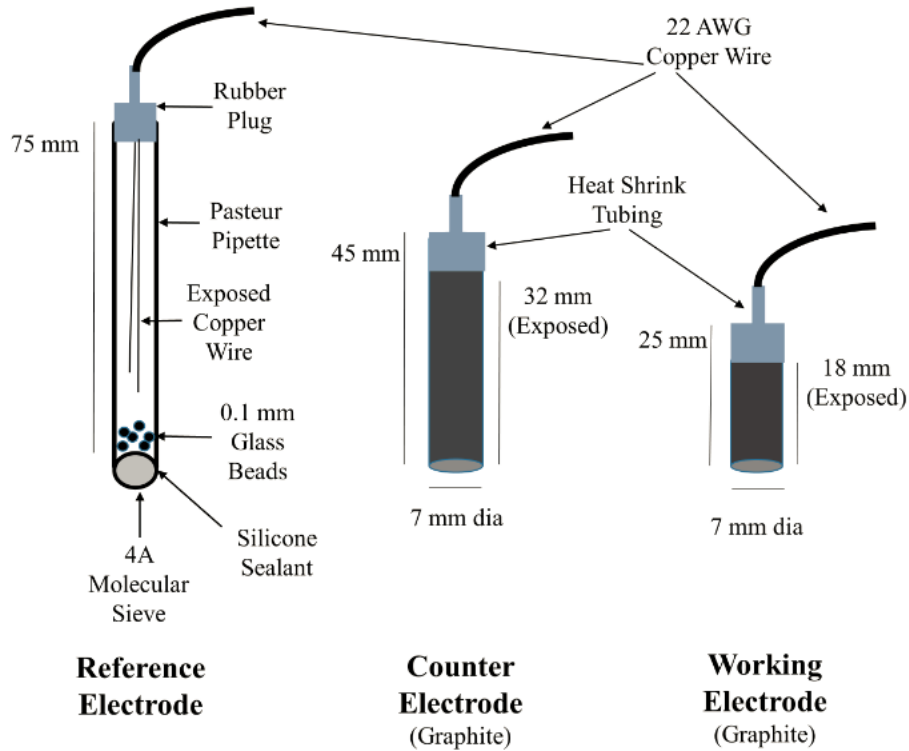 22 AWG
Copper Wire
Rubber
Plug
75 mm
Pasteur
Pipette
Exposed
Copper
Wire
0.1 mm
Glass
Beads
Silicone
Sealant
4A
Molecular
Sieve
Heat Shrink
Tubing
45 mm
32 mm
(Exposed)
7 mm dia
25 mm
18 mm
(Exposed)
7 mm dia
Reference
Electrode
Counter
Electrode
(Graphite)
Working
Electrode
(Graphite)